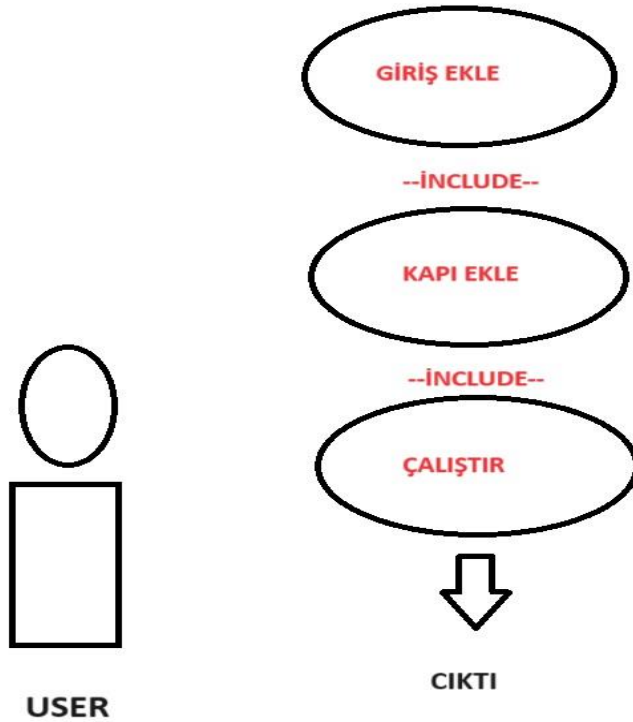 GİRİŞ EKLE
--İNCLUDE--
KAPI EKLE
--İNCLUDE--
ÇALIŞTIR
CIKTI
USER